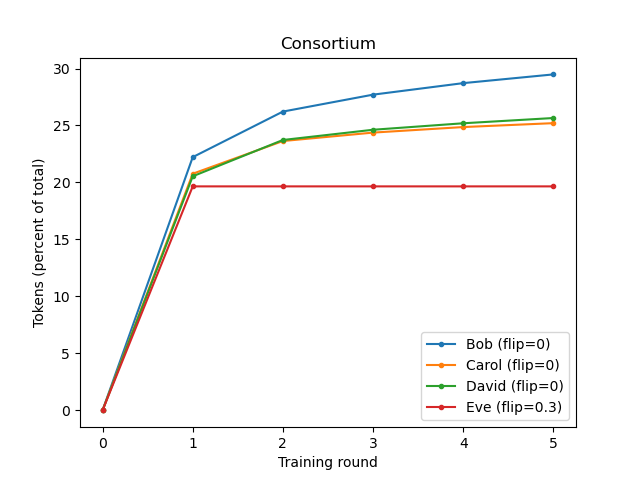 Consortium
Tokens (percent of total)
30
25
20
15
10
5
0
0 1 2 3 4 5
Training round
Bob (flip=0)
Carol (flip=0)
David (flip=0)
Eve (flip=0.3)